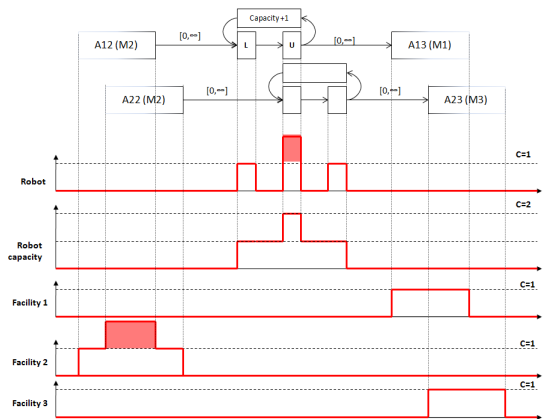 Capacity +1
A12 (M2)
[0,∞]
L
U
[0,∞]
A13 (M1)
A22 (M2)
[0,∞]
[0,∞]
A23 (M3)
C=1
Robot
C=2
Robot
capacity
C=1
Facility 1
C=1
Facility 2
C=1
Facility 3